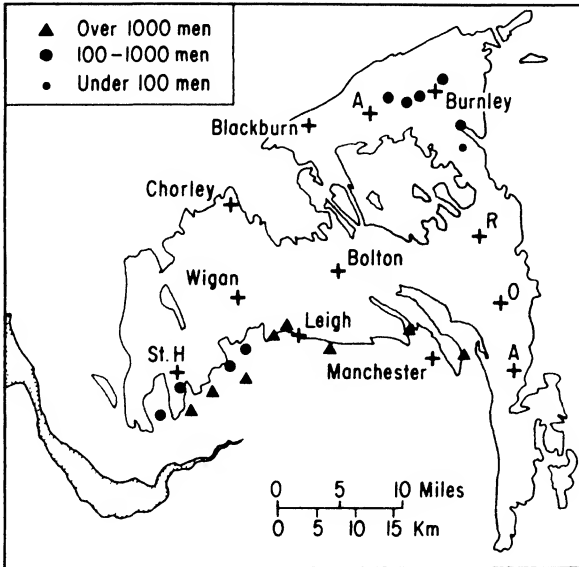 Over 1000 men
100-1000 men
Under 100 men
A
Burnley
Blackburn
Chorley
R
Bolton
Wigan
O
Leigh
St. H
Manchester
A
0 5 10 Miles
0 5 10 15 Km